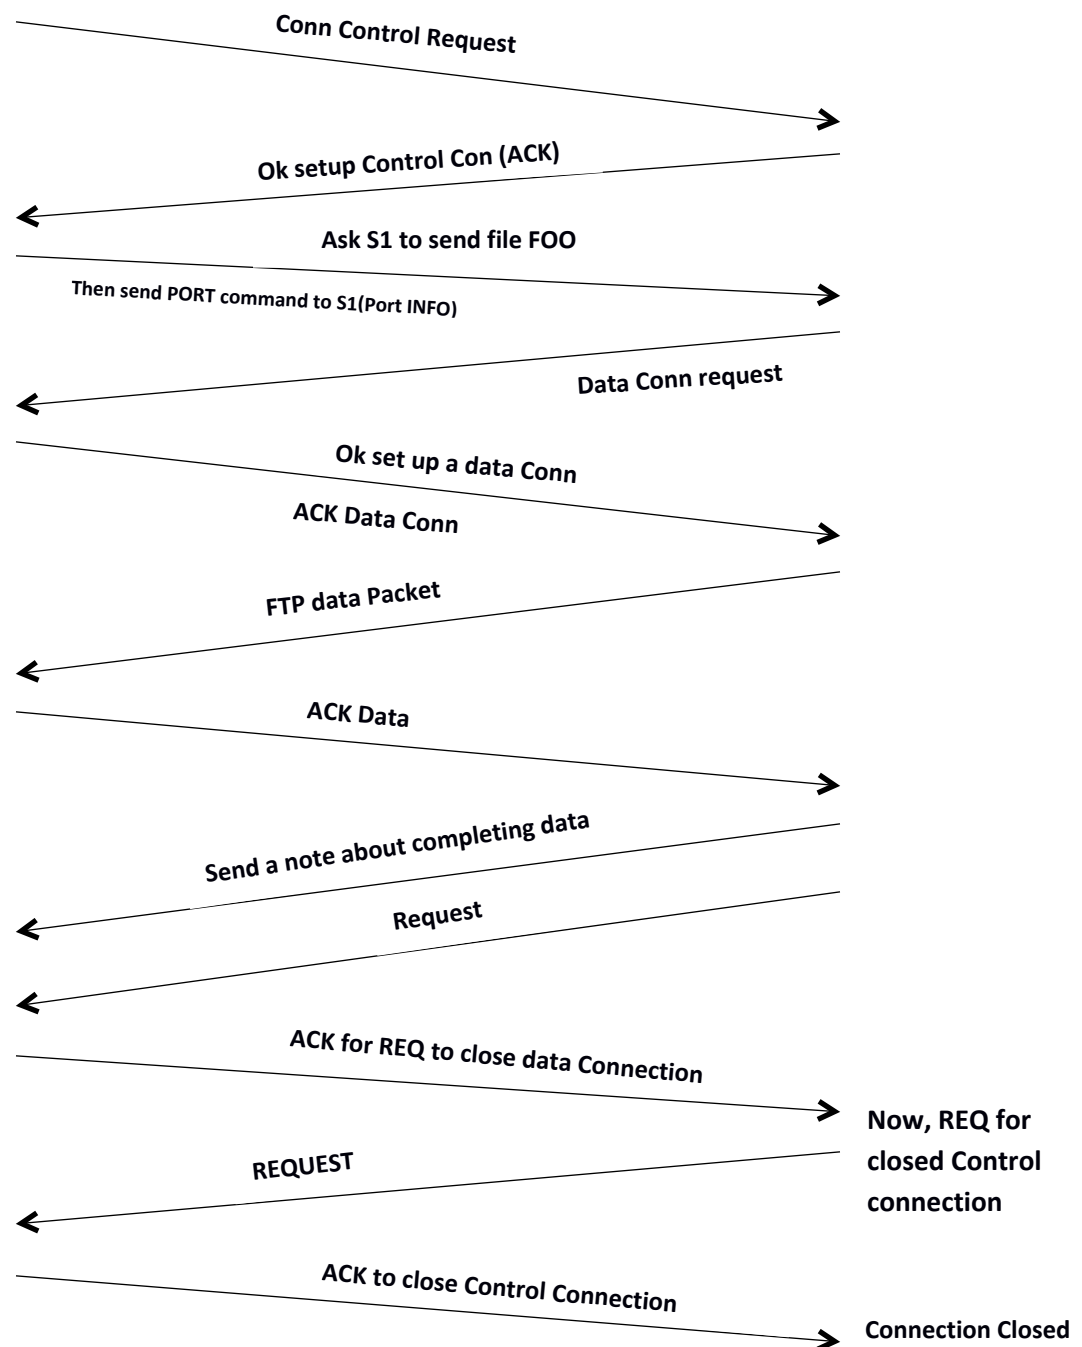 Conn Control Request
Ok setup Control Con (ACK)
Ask S1 to send file FOO
Then send PORT command to S1(Port INFO)
Data Conn request
Ok set up a data Conn
ACK Data Conn
FTP data Packet
ACK Data
Send a note about completing data
Request
ACK for REQ to close data Connection
Now, REQ for
closed Control
connection
REQUEST
ACK to close Control Connection
Connection Closed